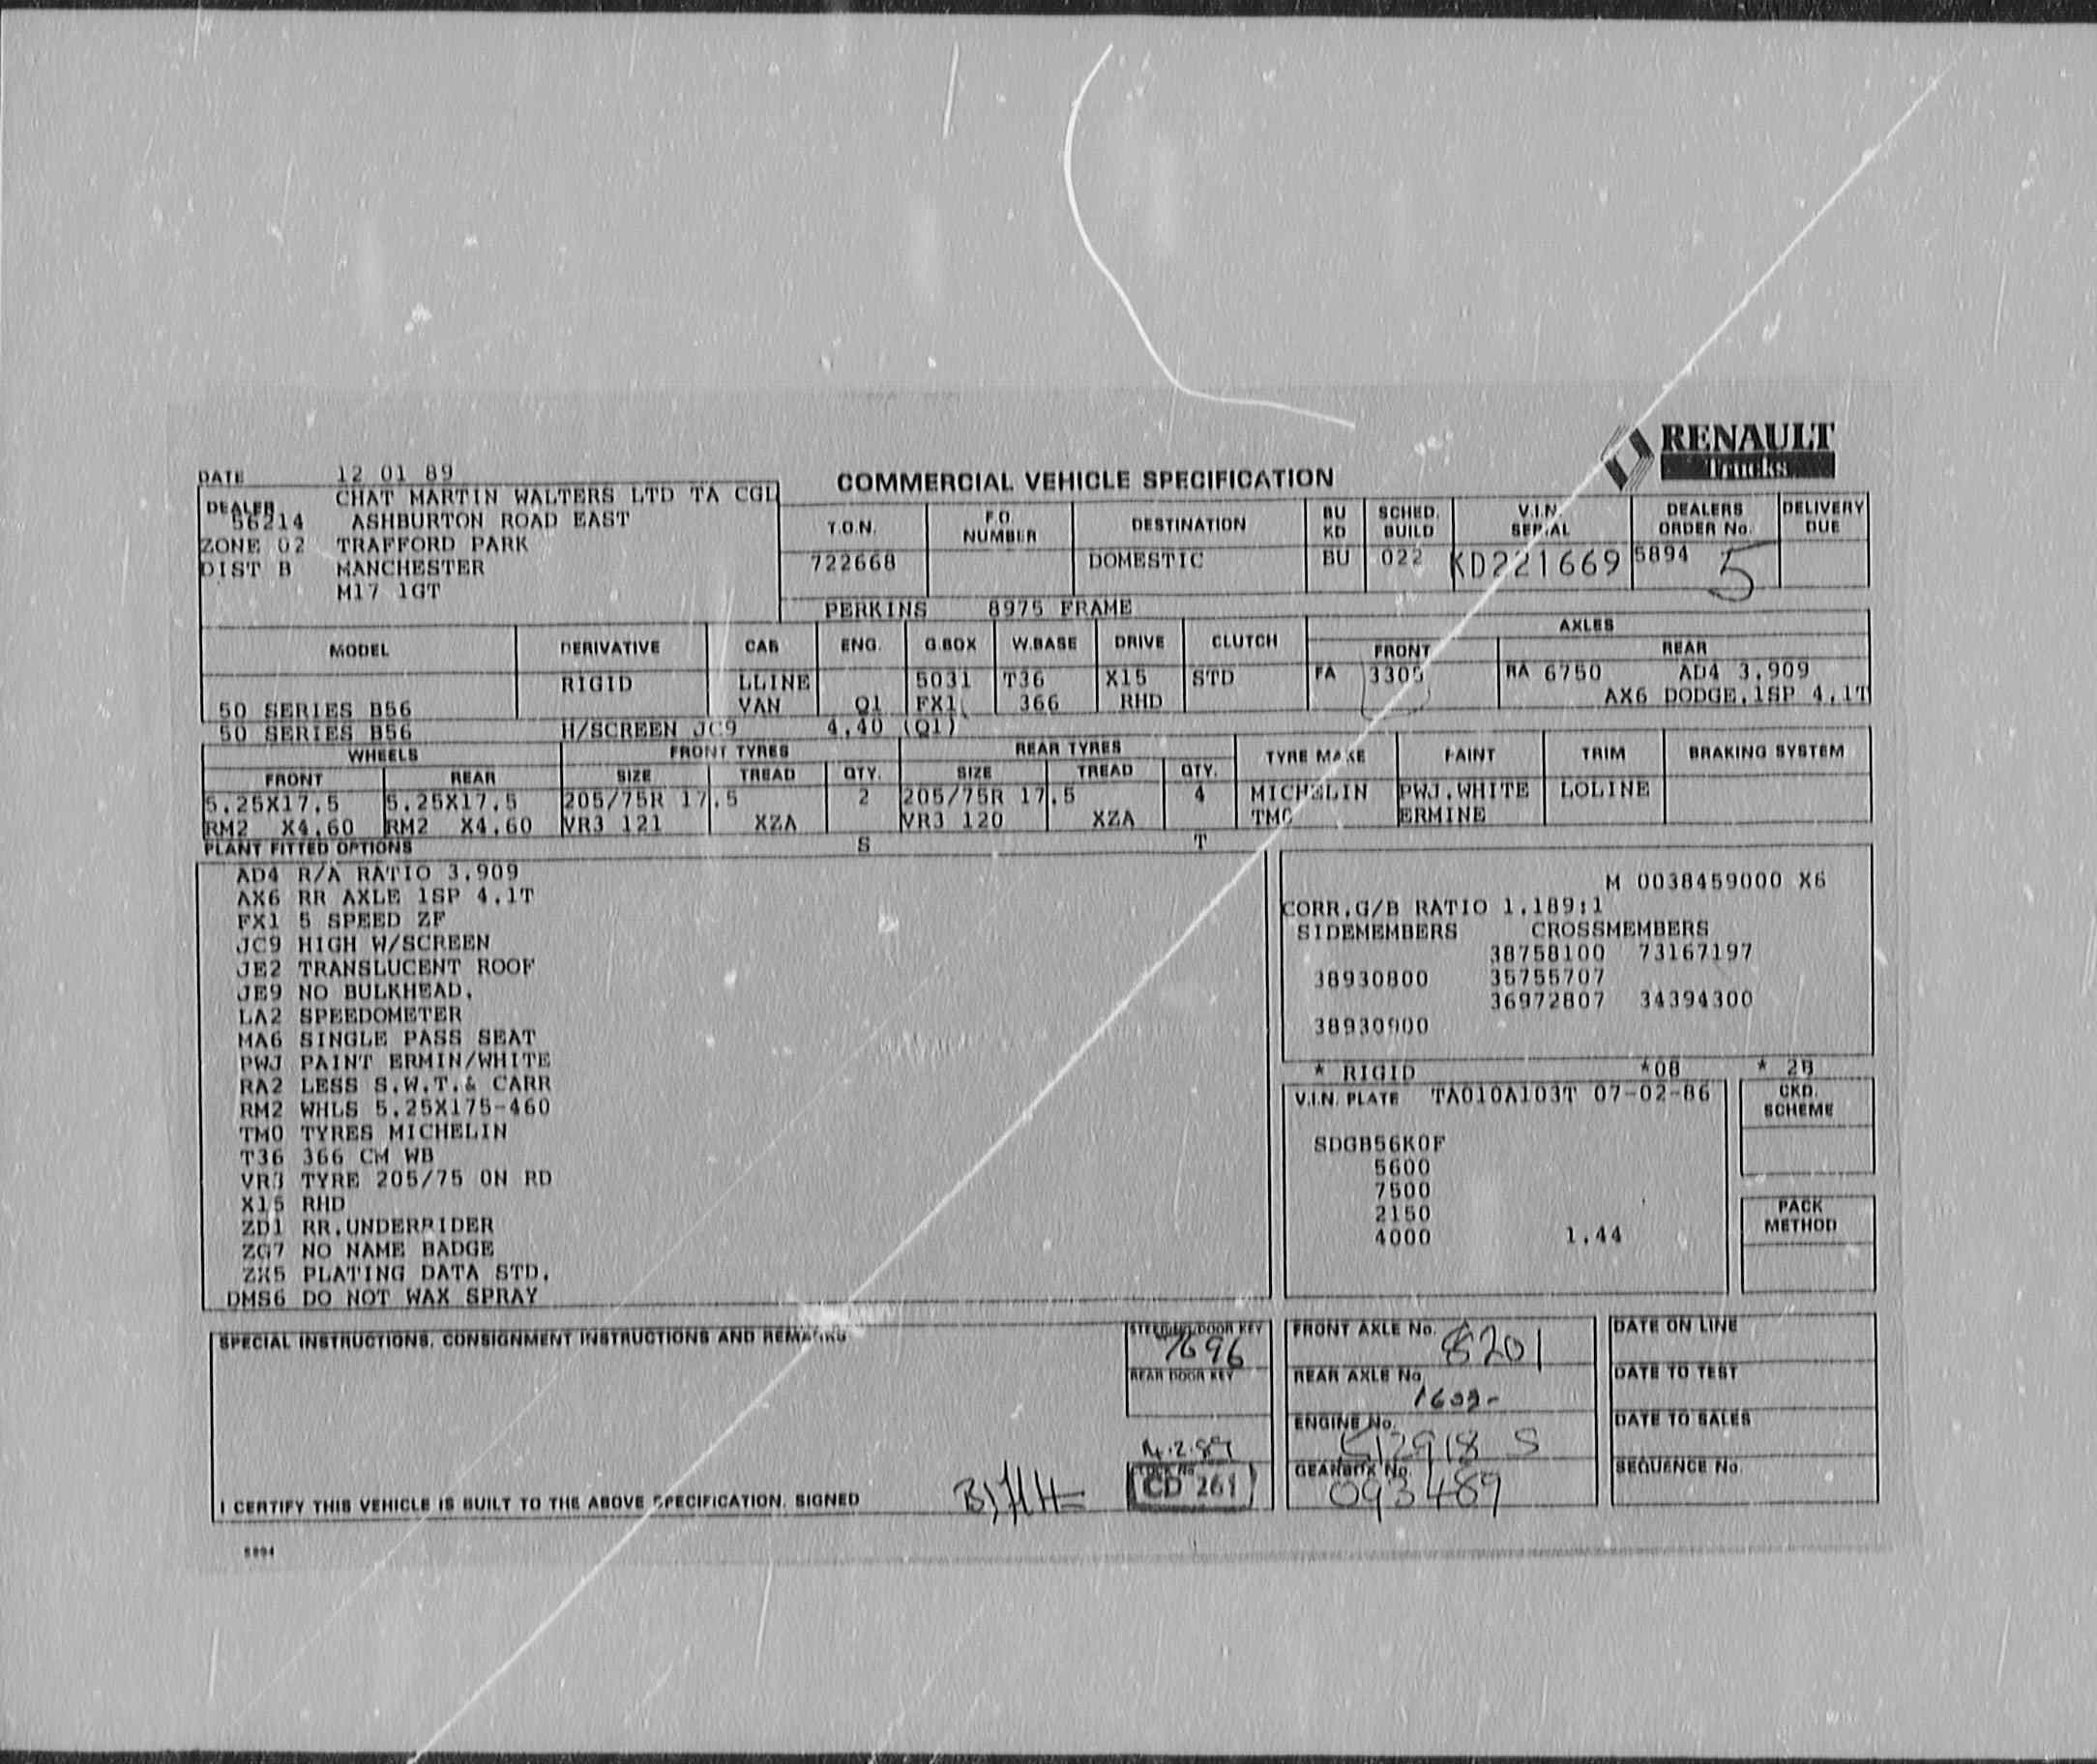 RENAULT
Trucks
DATE 12 01 89
COMMERCIAL VEHICLE SPECIFICATION
DEALER CHAT MARTIN WALTERS LTD TA CGL
56214 ASHBURTON ROAD EAST
ZONE 02 TRAFFORD PARK
DIST B MANCHESTER
M17 1GT
T.O.N. F.O. NUMBER DESTINATION BU KD SCHED. BUILD V.I.N. SERIAL DEALERS ORDER No. DELIVERY DUE
722668 DOMESTIC BU 022 KD221669 5894 5
PERKINS 8975 FRAME
MODEL DERIVATIVE CAB ENG. G.BOX W.BASE DRIVE CLUTCH AXLES
FRONT REAR
RIGID LLINE 5031 T36 X15 STD FA 3305 RA 6750 AD4 3.909
50 SERIES B56 VAN Q1 FX1 366 RHD AX6 DODGE.1SP 4.1T
50 SERIES B56 H/SCREEN JC9 4.40 (Q1)
WHEELS FRONT TYRES REAR TYRES TYRE MAKE PAINT TRIM BRAKING SYSTEM
FRONT REAR SIZE TREAD QTY. SIZE TREAD QTY.
5.25X17.5 5.25X17.5 205/75R 17.5 2 205/75R 17.5 4 MICHELIN PWJ.WHITE LOLINE
RM2 X4.60 RM2 X4.60 VR3 121 XZA VR3 120 XZA TM0 ERMINE
PLANT FITTED OPTIONS S T
AD4 R/A RATIO 3.909
AX6 RR AXLE 1SP 4.1T
FX1 5 SPEED ZF
JC9 HIGH W/SCREEN
JE2 TRANSLUCENT ROOF
JE9 NO BULKHEAD.
LA2 SPEEDOMETER
MA6 SINGLE PASS SEAT
PWJ PAINT ERMIN/WHITE
RA2 LESS S.W.T.& CARR
RM2 WHLS 5.25X175-460
TM0 TYRES MICHELIN
T36 366 CM WB
VR3 TYRE 205/75 ON RD
X15 RHD
ZD1 RR.UNDERRIDER
ZG7 NO NAME BADGE
ZX5 PLATING DATA STD.
DMS6 DO NOT WAX SPRAY
M 0038459000 X6
CORR.G/B RATIO 1.189:1
SIDEMEMBERS CROSSMEMBERS
38758100 73167197
38930800 35755707
36972807 34394300
38930900
* RIGID *08 * 2B
V.I.N. PLATE TA010A103T 07-02-86
SDGB56K0F
5600
7500
2150
4000 1.44
CKD. SCHEME
PACK METHOD
SPECIAL INSTRUCTIONS, CONSIGNMENT INSTRUCTIONS AND REMARKS
STEERING/DOOR KEY
7696
REAR DOOR KEY
CD 261
FRONT AXLE No. 8201
REAR AXLE No.
ENGINE No.
GEARBOX No. 093489
DATE ON LINE
DATE TO TEST
DATE TO SALES
SEQUENCE No.
I CERTIFY THIS VEHICLE IS BUILT TO THE ABOVE SPECIFICATION. SIGNED
5894